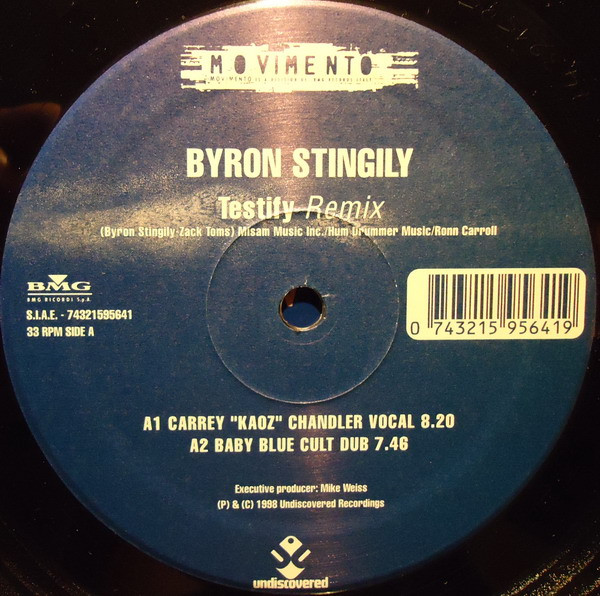 MOVIMENTO
MOVIMENTO IS A DIVISION OF BMG RICORDI ITALY
BYRON STINGILY
Testify Remix
(Byron Stingily-Zack Toms) Misam Music Inc./Hum Drummer Music/Ronn Carroll
BMG
BMG RICORDI S.p.A.
S.I.A.E. - 74321595641
33 RPM SIDE A
0 743215 956419
A1 CARREY "KAOZ" CHANDLER VOCAL 8.20
A2 BABY BLUE CULT DUB 7.46
Executive producer: Mike Weiss
(P) & (C) 1998 Undiscovered Recordings
undiscovered